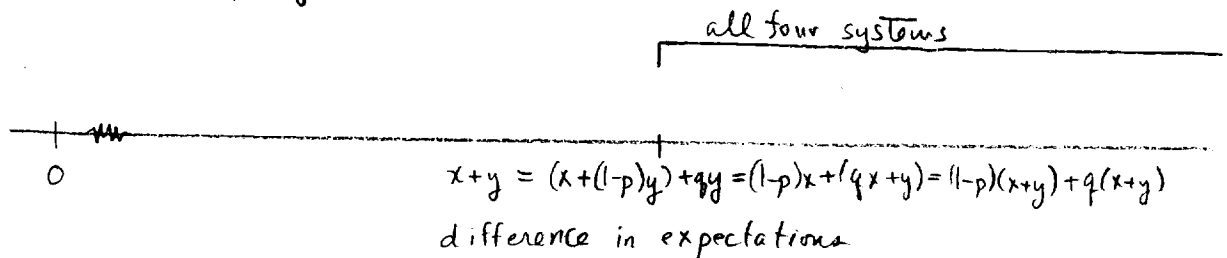 all four systems
0
x+y = (x+(1-p)y)+qy = (1-p)x+(qx+y) = (1-p)(x+y)+q(x+y)
difference in expectations